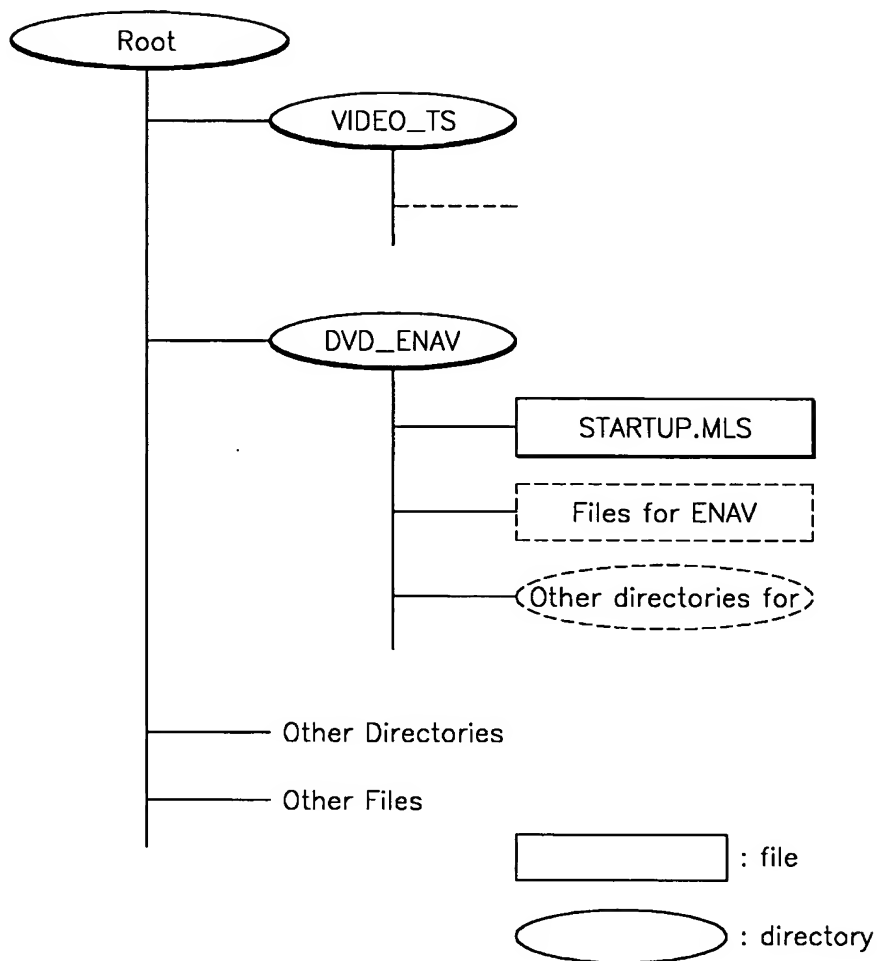 Root
VIDEO_TS
DVD_ENAV
STARTUP.MLS
Files for ENAV
Other directories for
Other Directories
Other Files
: file
: directory